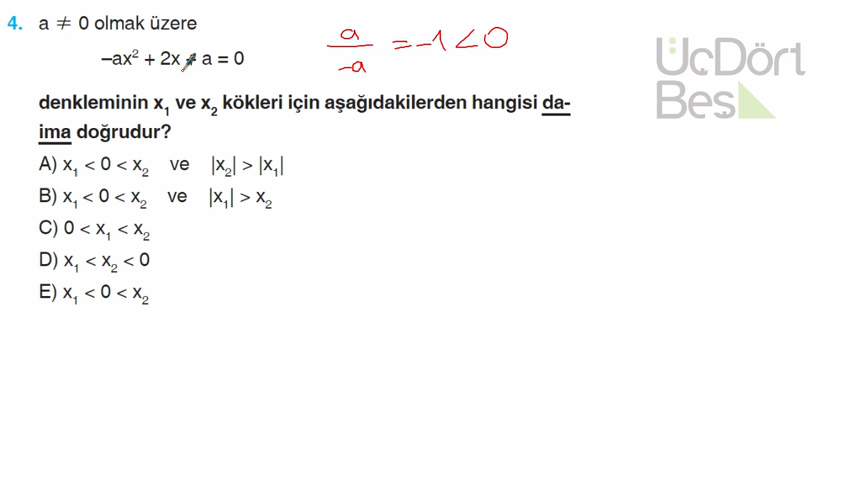 4. a ≠ 0 olmak üzere
–ax² + 2x + a = 0
a
—— = –1 < 0
–a
ÜçDört
Beş
denkleminin x₁ ve x₂ kökleri için aşağıdakilerden hangisi da-
ima doğrudur?
A) x₁ < 0 < x₂ ve |x₂| > |x₁|
B) x₁ < 0 < x₂ ve |x₁| > x₂
C) 0 < x₁ < x₂
D) x₁ < x₂ < 0
E) x₁ < 0 < x₂